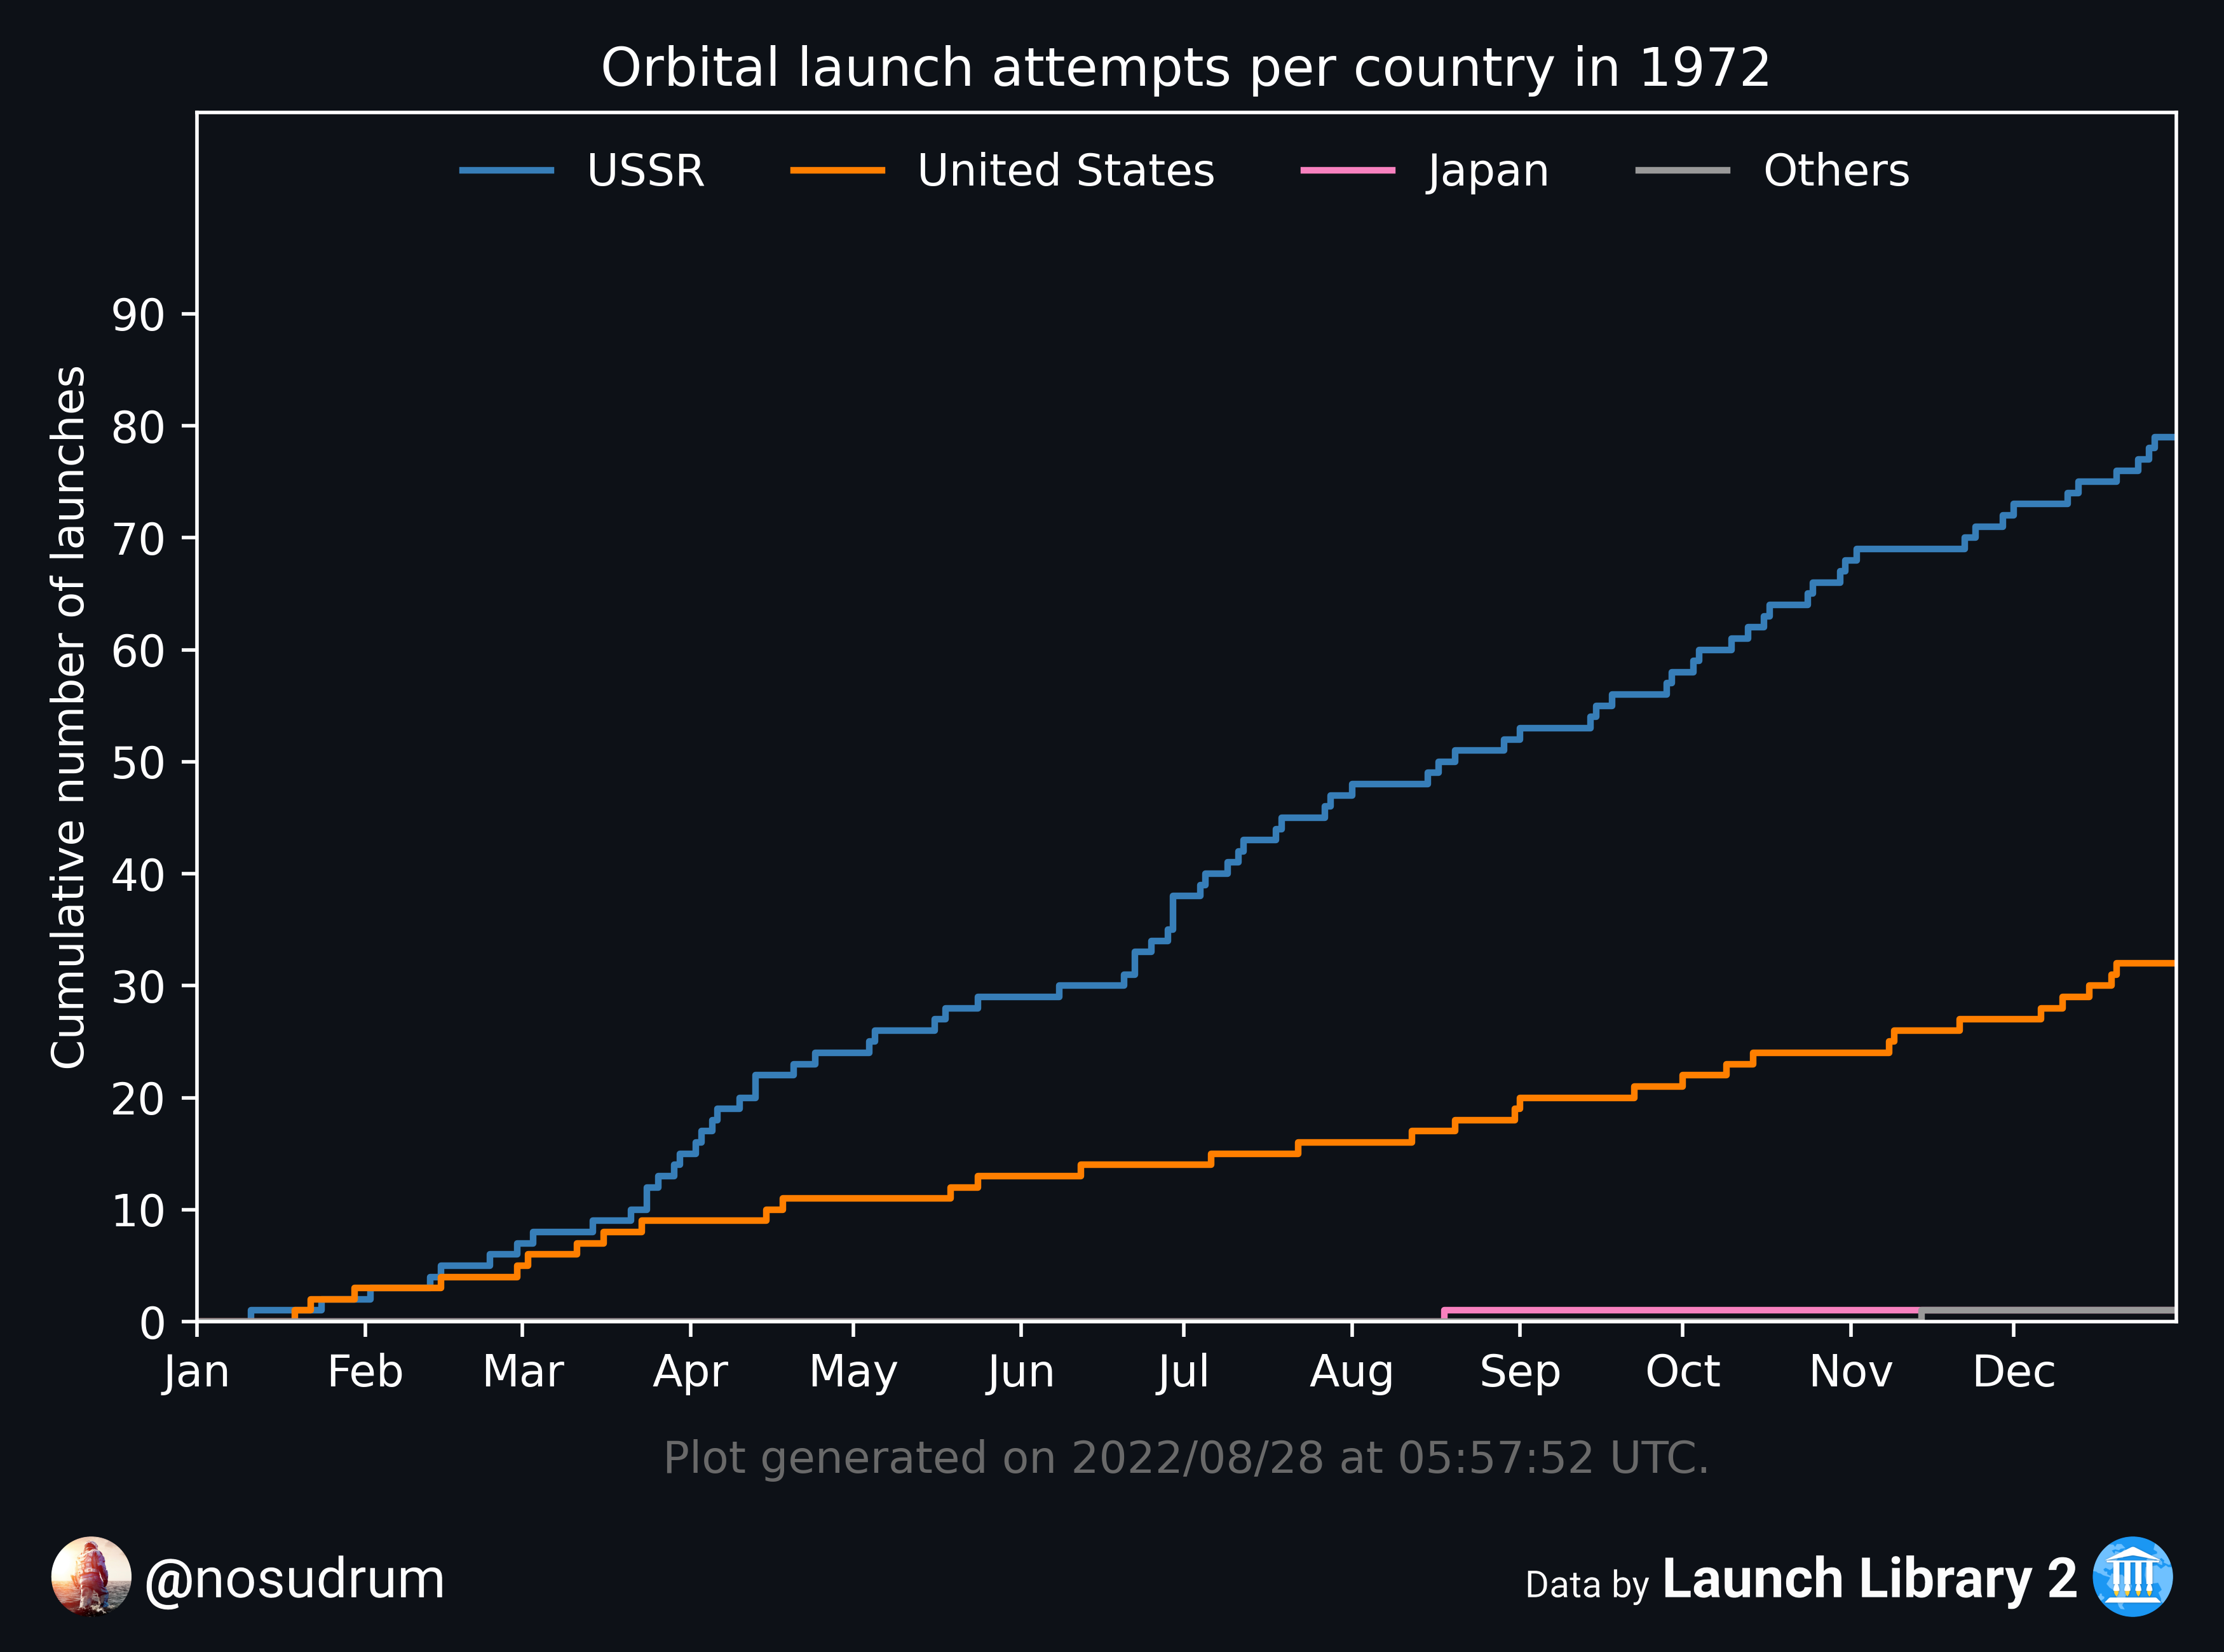 Orbital launch attempts per country in 1972
USSR United States Japan Others
Cumulative number of launches
90
80
70
60
50
40
30
20
10
0
Jan Feb Mar Apr May Jun Jul Aug Sep Oct Nov Dec
Plot generated on 2022/08/28 at 05:57:52 UTC.
@nosudrum
Data by Launch Library 2